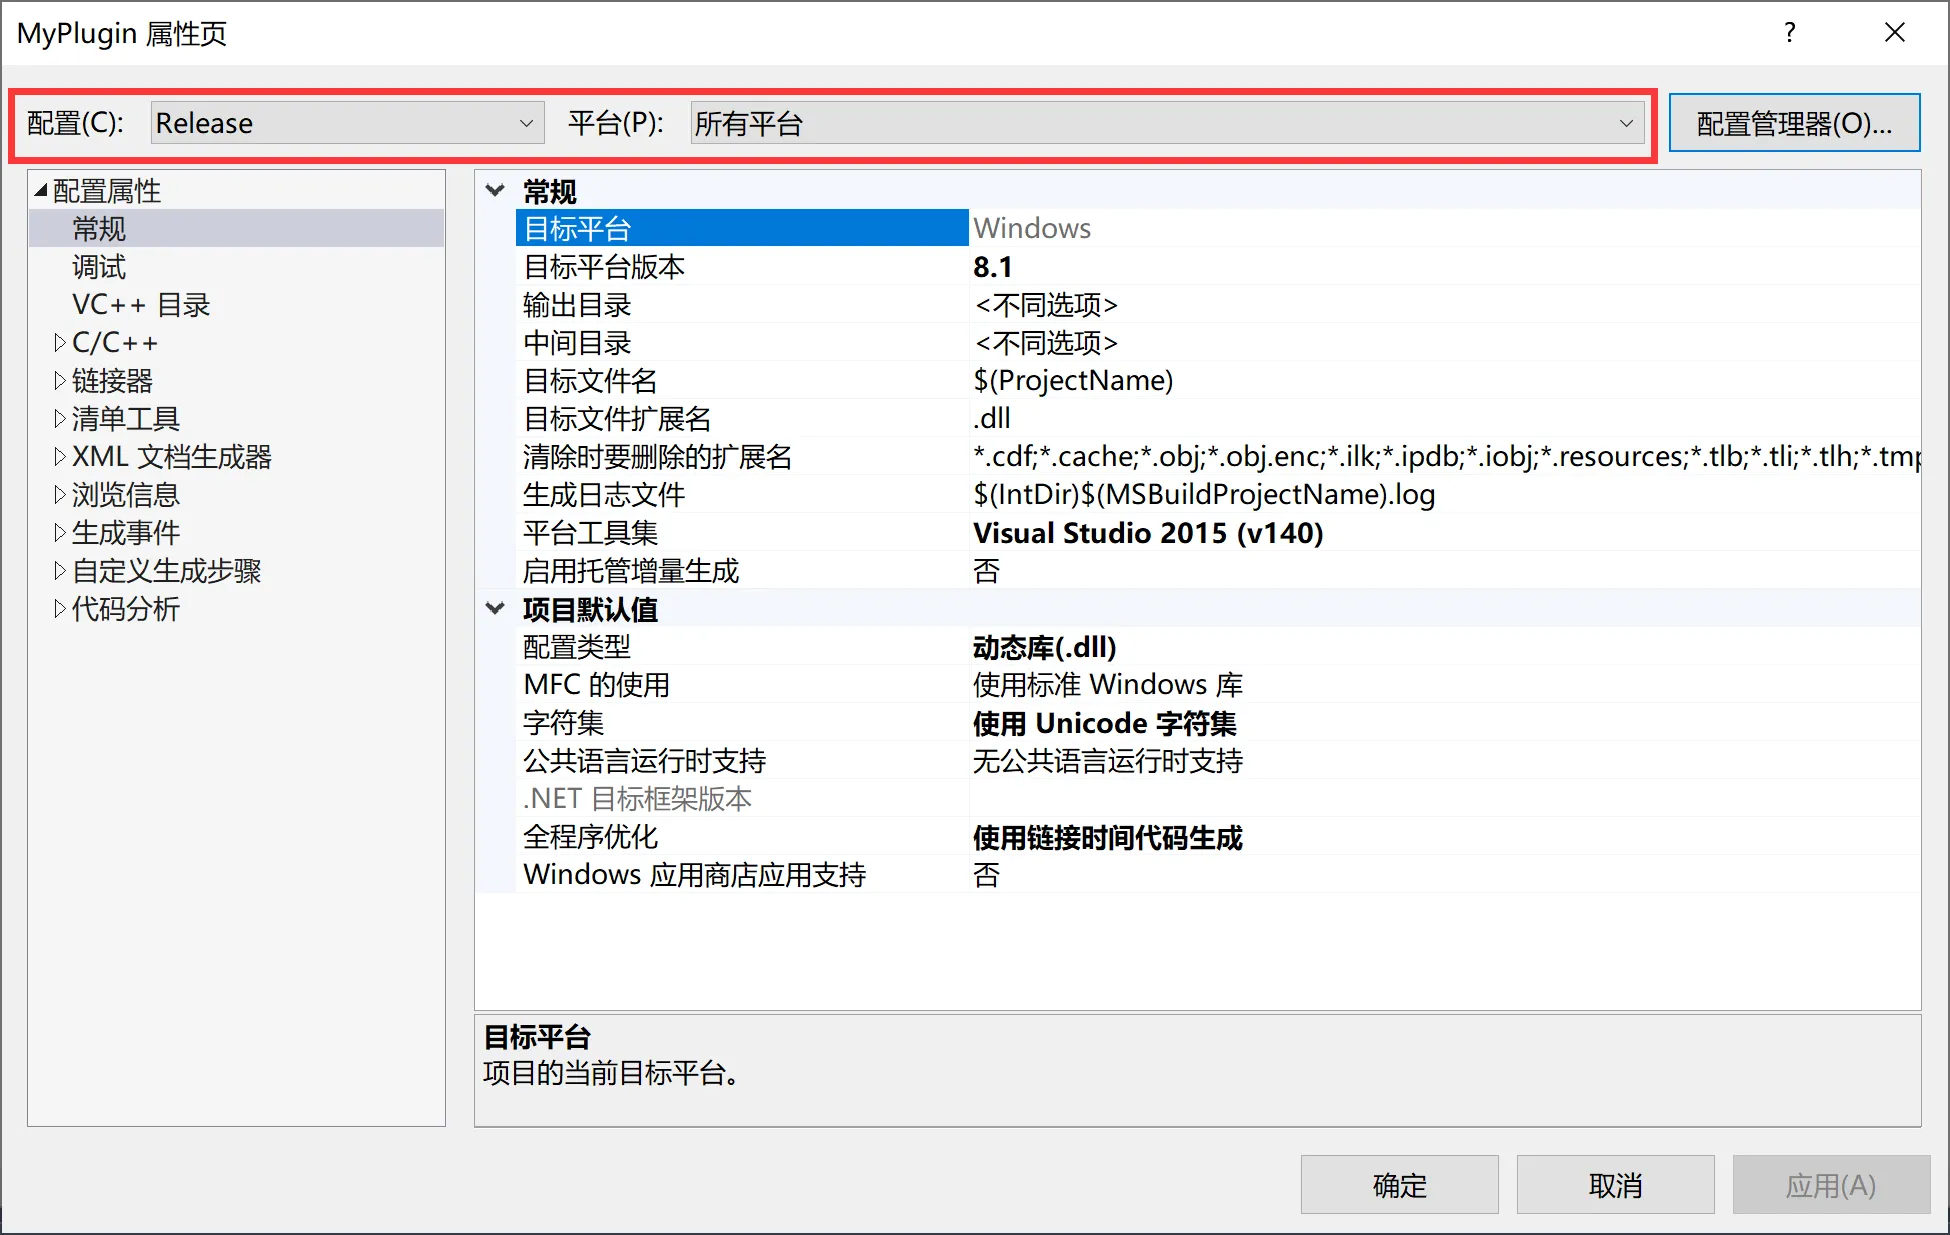 MyPlugin 属性页
?
配置(C): Release 平台(P): 所有平台 配置管理器(O)...
配置属性
常规
调试
VC++ 目录
C/C++
链接器
清单工具
XML 文档生成器
浏览信息
生成事件
自定义生成步骤
代码分析
常规
目标平台 Windows
目标平台版本 8.1
输出目录 <不同选项>
中间目录 <不同选项>
目标文件名 $(ProjectName)
目标文件扩展名 .dll
清除时要删除的扩展名 *.cdf;*.cache;*.obj;*.obj.enc;*.ilk;*.ipdb;*.iobj;*.resources;*.tlb;*.tli;*.tlh;*.tmp
生成日志文件 $(IntDir)$(MSBuildProjectName).log
平台工具集 Visual Studio 2015 (v140)
启用托管增量生成 否
项目默认值
配置类型 动态库(.dll)
MFC 的使用 使用标准 Windows 库
字符集 使用 Unicode 字符集
公共语言运行时支持 无公共语言运行时支持
.NET 目标框架版本
全程序优化 使用链接时间代码生成
Windows 应用商店应用支持 否
目标平台
项目的当前目标平台。
确定 取消 应用(A)